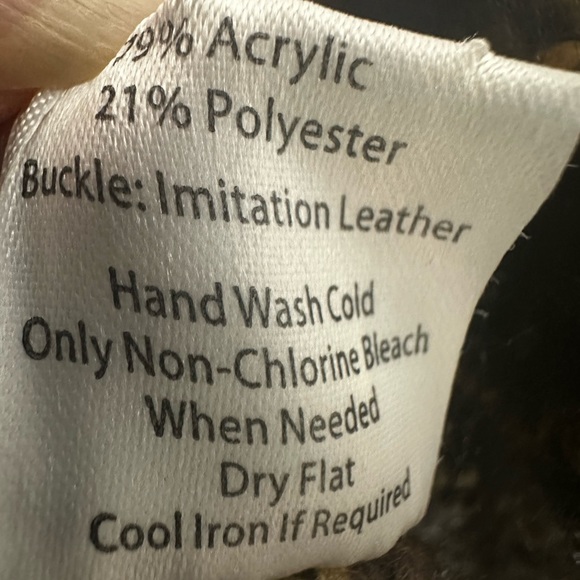 79% Acrylic
21% Polyester
Buckle: Imitation Leather
Hand Wash Cold
Only Non-Chlorine Bleach
When Needed
Dry Flat
Cool Iron If Required